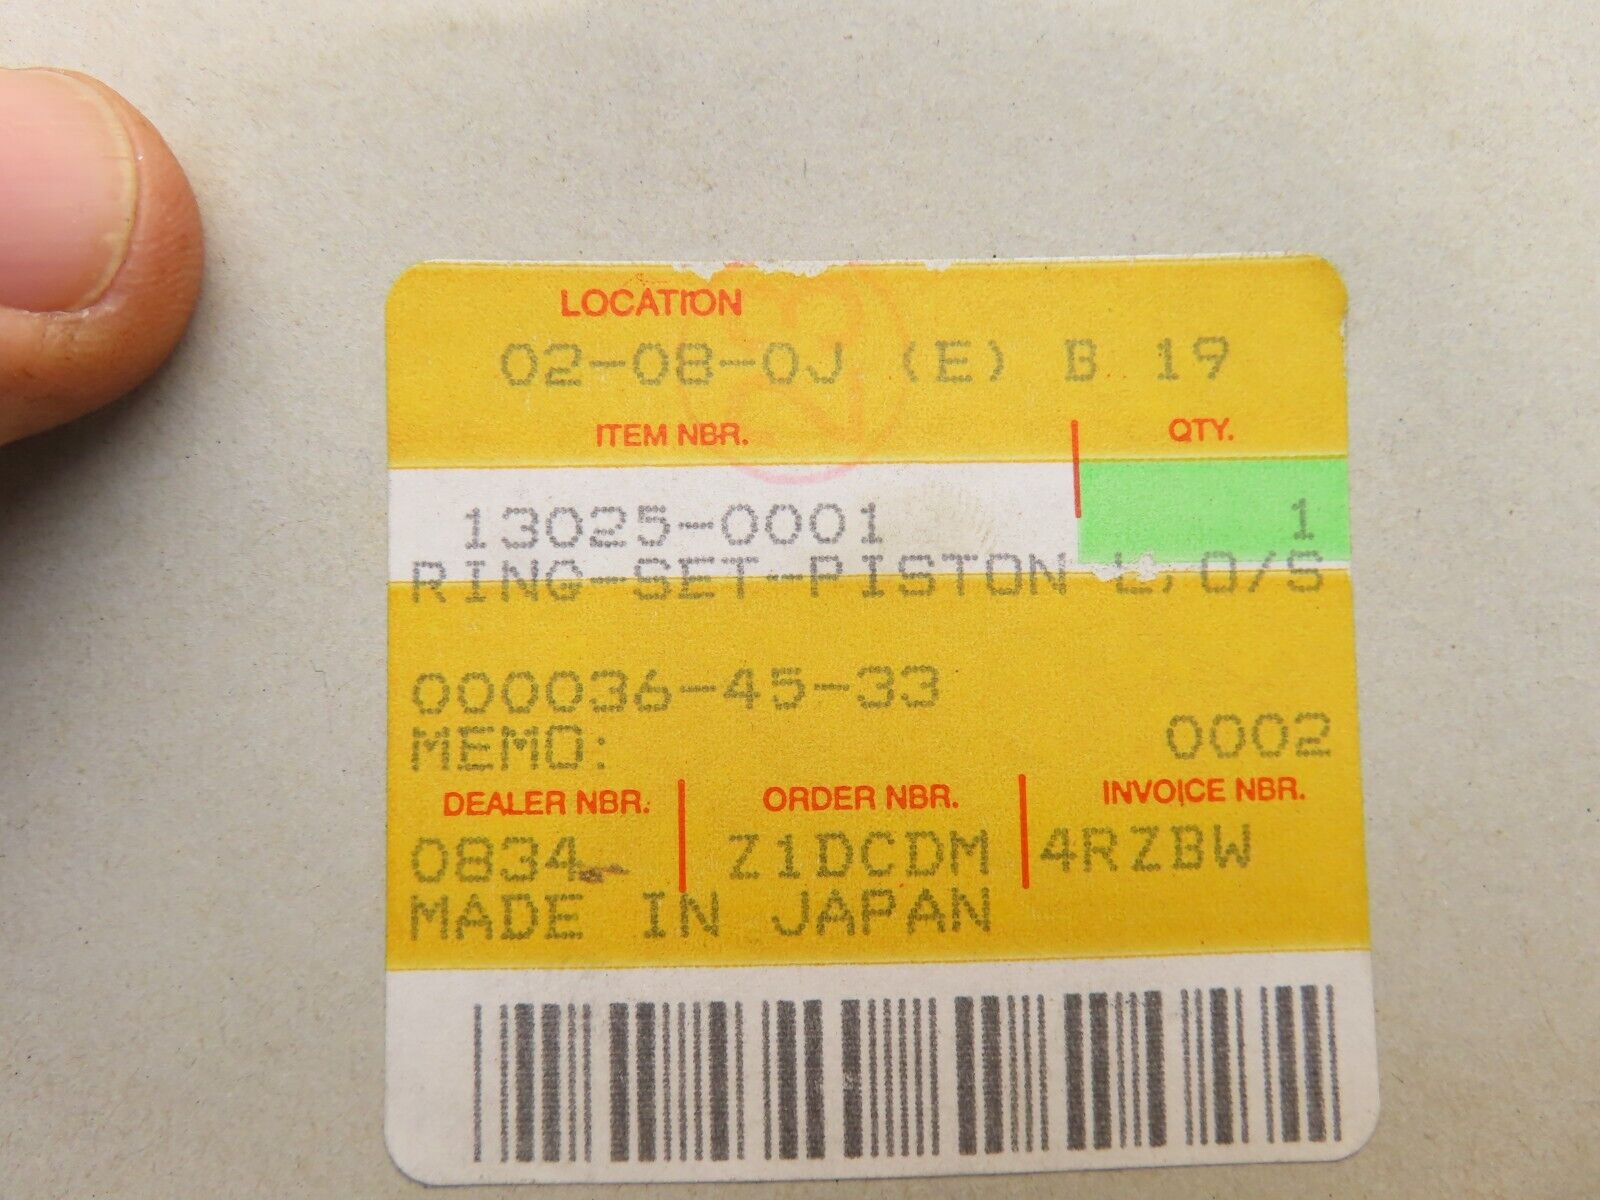 LOCATION
02-08-0J (E) B 19
ITEM NBR. QTY.
13025-0001 1
RING-SET-PISTON L,O/S
000036-45-33
MEMO: 0002
DEALER NBR. ORDER NBR. INVOICE NBR.
0834 Z1DCDM 4RZBW
MADE IN JAPAN